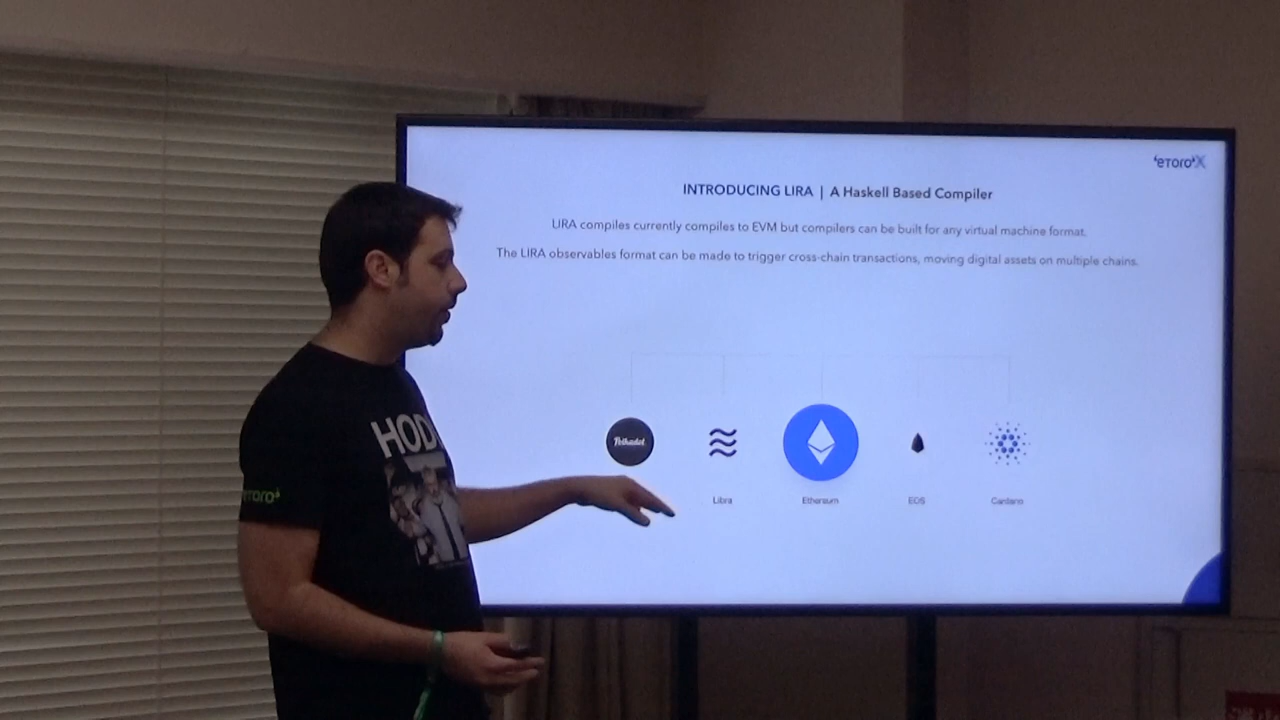 'eToro'X
INTRODUCING LIRA | A Haskell Based Compiler
LIRA compiles currently compiles to EVM but compilers can be built for any virtual machine format.
The LIRA observables format can be made to trigger cross-chain transactions, moving digital assets on multiple chains.
Polkadot
Libra
Ethereum
EOS
Cardano
HOD
eToro'